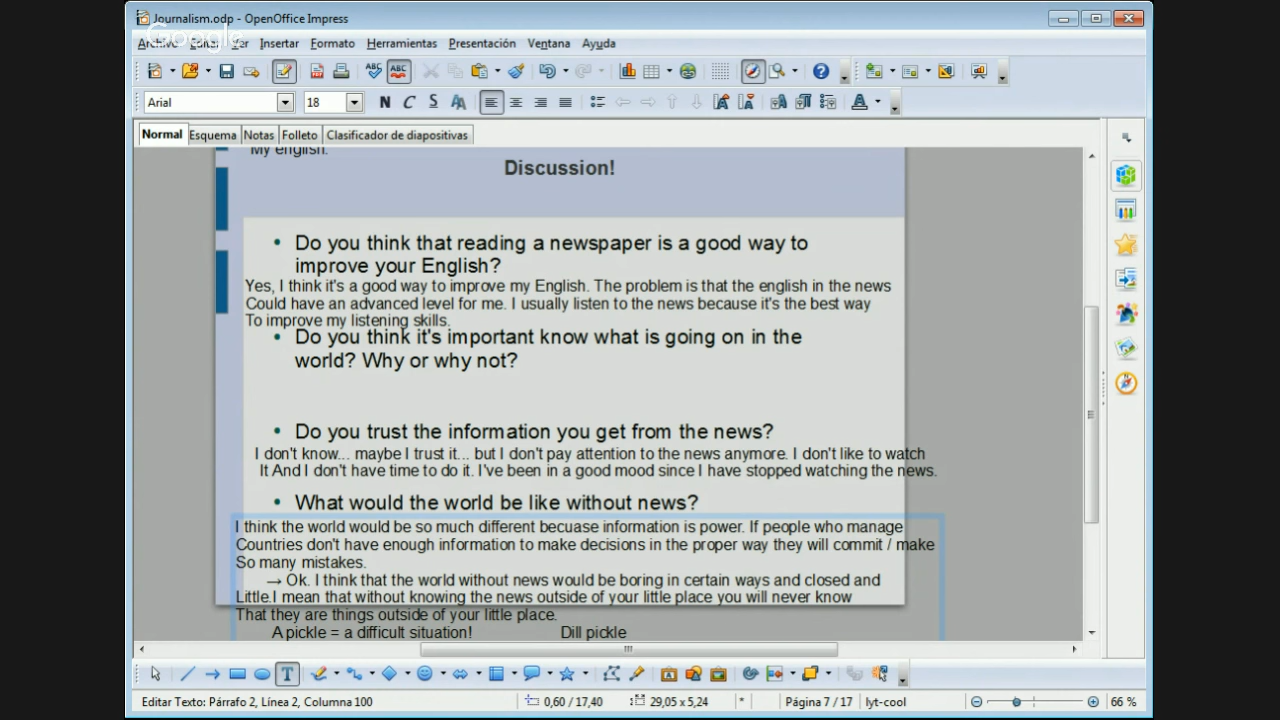 Journalism.odp - OpenOffice Impress
Google
Archivo Editar Ver Insertar Formato Herramientas Presentación Ventana Ayuda
ABC
ABC
Arial 18 N C S
Normal Esquema Notas Folleto Clasificador de diapositivas
My english.
Discussion!
• Do you think that reading a newspaper is a good way to
improve your English?
Yes, I think it's a good way to improve my English. The problem is that the english in the news
Could have an advanced level for me. I usually listen to the news because it's the best way
To improve my listening skills.
• Do you think it's important know what is going on in the
world? Why or why not?
• Do you trust the information you get from the news?
I don't know... maybe I trust it... but I don't pay attention to the news anymore. I don't like to watch
It And I don't have time to do it. I've been in a good mood since I have stopped watching the news.
• What would the world be like without news?
I think the world would be so much different becuase information is power. If people who manage
Countries don't have enough information to make decisions in the proper way they will commit / make
So many mistakes.
→ Ok. I think that the world without news would be boring in certain ways and closed and
Little.I mean that without knowing the news outside of your little place you will never know
That they are things outside of your little place.
A pickle = a difficult situation! Dill pickle
Editar Texto: Párrafo 2, Línea 2, Columna 100 0,60 / 17,40 29,05 x 5,24 * Página 7 / 17 lyt-cool 66 %